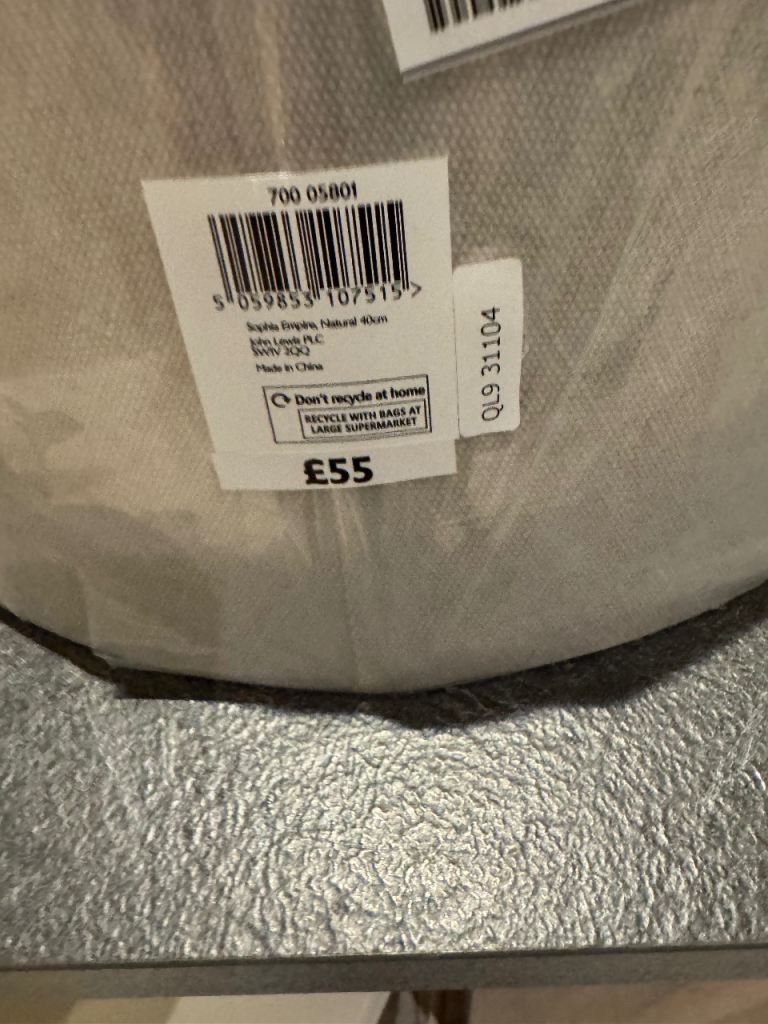 700 05801
5 059853 107515 >
Sophia Empire, Natural 40cm
John Lewis PLC
SW1V 2QQ
Made in China
Don't recycle at home
RECYCLE WITH BAGS AT
LARGE SUPERMARKET
£55
QL9 31104